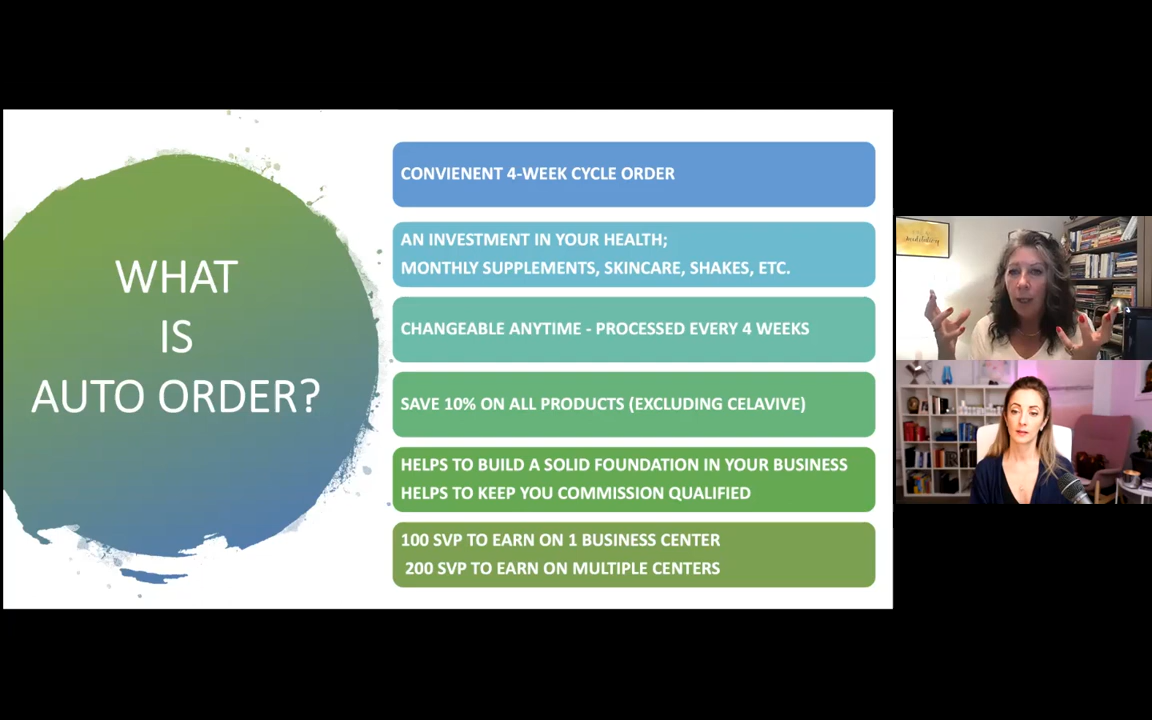 WHAT
IS
AUTO ORDER?
CONVIENENT 4-WEEK CYCLE ORDER
AN INVESTMENT IN YOUR HEALTH;
MONTHLY SUPPLEMENTS, SKINCARE, SHAKES, ETC.
CHANGEABLE ANYTIME - PROCESSED EVERY 4 WEEKS
SAVE 10% ON ALL PRODUCTS (EXCLUDING CELAVIVE)
HELPS TO BUILD A SOLID FOUNDATION IN YOUR BUSINESS
HELPS TO KEEP YOU COMMISSION QUALIFIED
100 SVP TO EARN ON 1 BUSINESS CENTER
200 SVP TO EARN ON MULTIPLE CENTERS
meditation